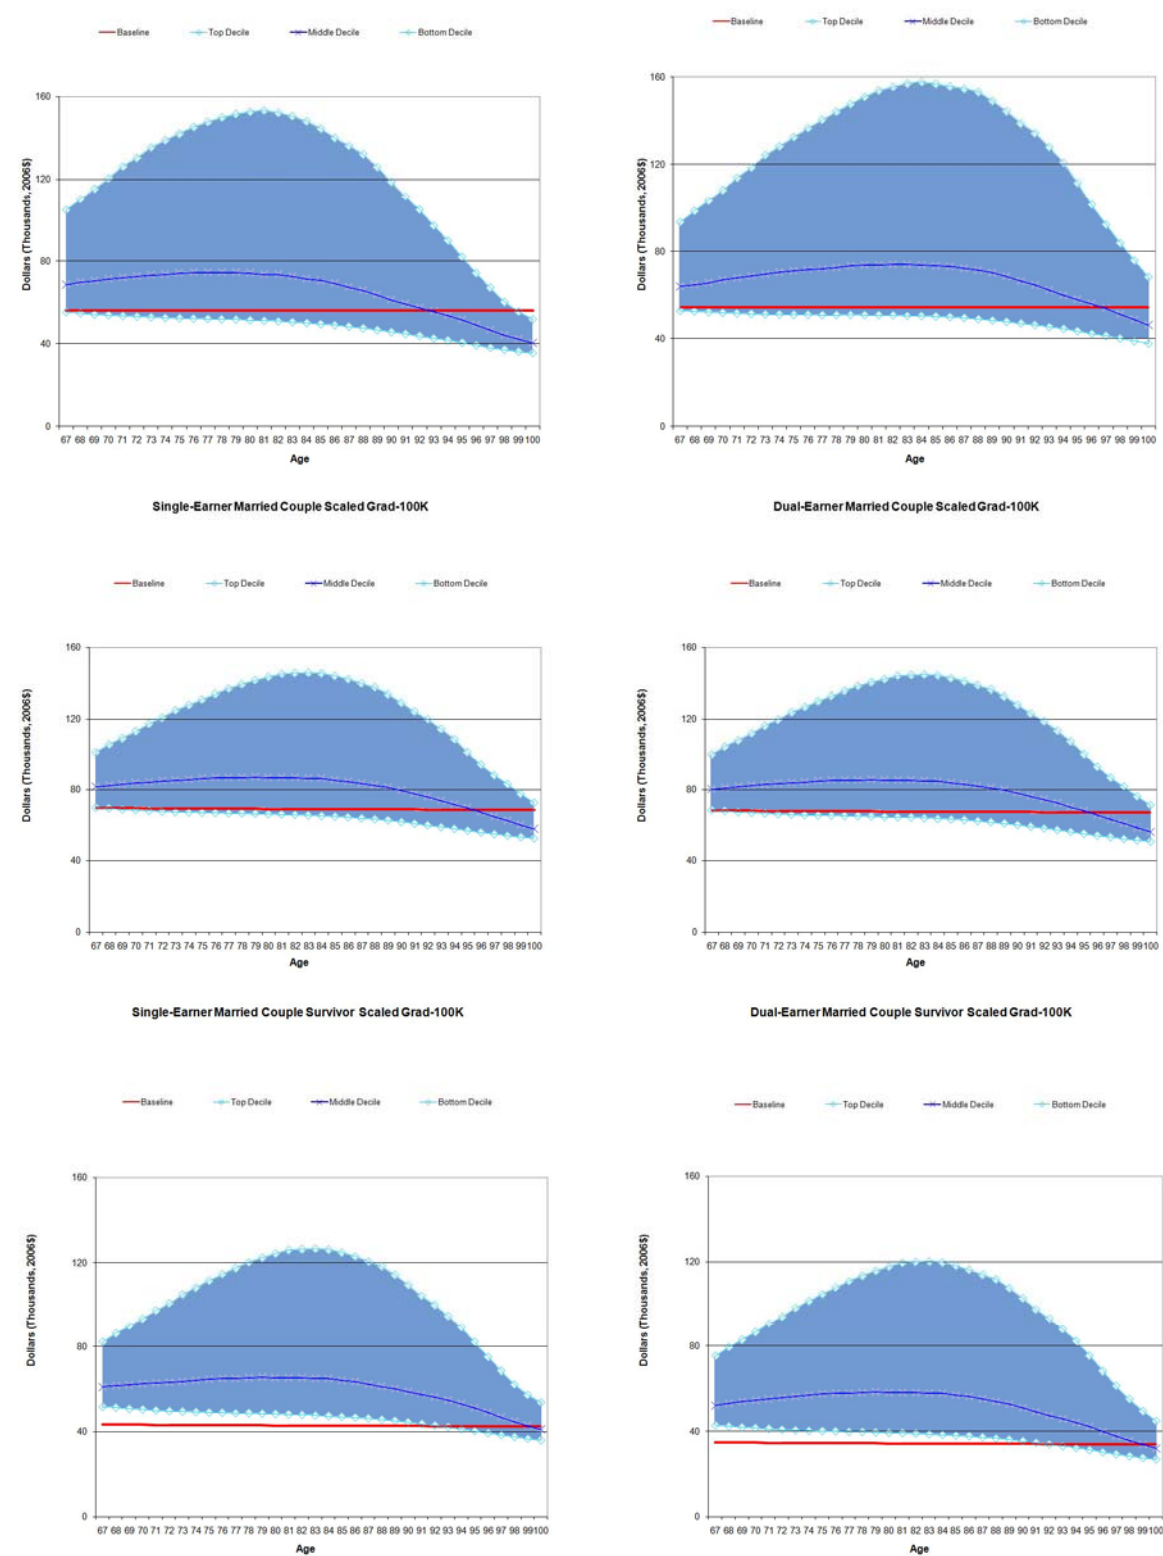 Baseline Top Decile Middle Decile Bottom Decile
160
120
80
40
0
Dollars (Thousands, 2006$)
67 68 69 70 71 72 73 74 75 76 77 78 79 80 81 82 83 84 85 86 87 88 89 90 91 92 93 94 95 96 97 98 99 100
Age
Baseline Top Decile Middle Decile Bottom Decile
160
120
80
40
0
Dollars (Thousands, 2006$)
67 68 69 70 71 72 73 74 75 76 77 78 79 80 81 82 83 84 85 86 87 88 89 90 91 92 93 94 95 96 97 98 99 100
Age
Single-Earner Married Couple Scaled Grad-100K
Baseline Top Decile Middle Decile Bottom Decile
160
120
80
40
0
Dollars (Thousands, 2006$)
67 68 69 70 71 72 73 74 75 76 77 78 79 80 81 82 83 84 85 86 87 88 89 90 91 92 93 94 95 96 97 98 99 100
Age
Dual-Earner Married Couple Scaled Grad-100K
Baseline Top Decile Middle Decile Bottom Decile
160
120
80
40
0
Dollars (Thousands, 2006$)
67 68 69 70 71 72 73 74 75 76 77 78 79 80 81 82 83 84 85 86 87 88 89 90 91 92 93 94 95 96 97 98 99 100
Age
Single-Earner Married Couple Survivor Scaled Grad-100K
Baseline Top Decile Middle Decile Bottom Decile
160
120
80
40
0
Dollars (Thousands, 2006$)
67 68 69 70 71 72 73 74 75 76 77 78 79 80 81 82 83 84 85 86 87 88 89 90 91 92 93 94 95 96 97 98 99 100
Age
Dual-Earner Married Couple Survivor Scaled Grad-100K
Baseline Top Decile Middle Decile Bottom Decile
160
120
80
40
0
Dollars (Thousands, 2006$)
67 68 69 70 71 72 73 74 75 76 77 78 79 80 81 82 83 84 85 86 87 88 89 90 91 92 93 94 95 96 97 98 99 100
Age